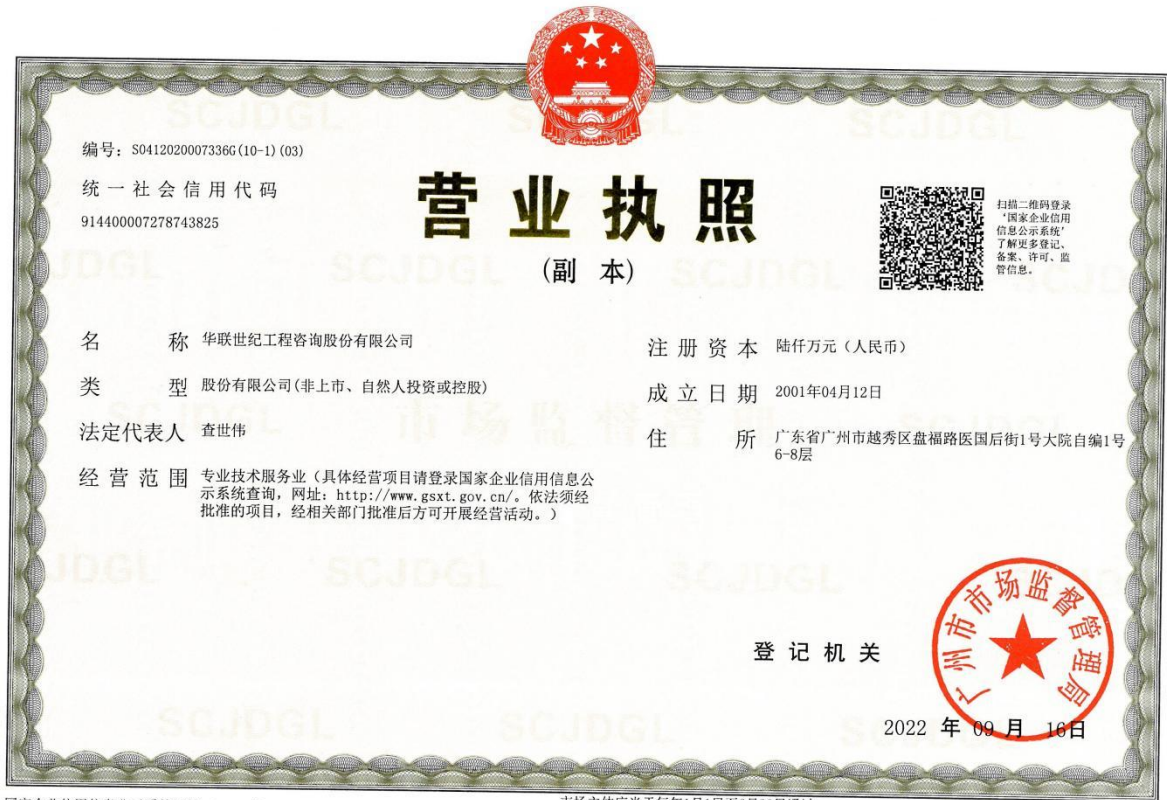 编号：S0412020007336G(10-1)(03)
统一社会信用代码
914400007278743825
营业执照
(副 本)
扫描二维码登录
‘国家企业信用
信息公示系统’
了解更多登记、
备案、许可、监
管信息。
名 称 华联世纪工程咨询股份有限公司
类 型 股份有限公司(非上市、自然人投资或控股)
法定代表人 查世伟
经营范围 专业技术服务业（具体经营项目请登录国家企业信用信息公
示系统查询，网址：http://www.gsxt.gov.cn/。依法须经
批准的项目，经相关部门批准后方可开展经营活动。）
注册资本 陆仟万元（人民币）
成立日期 2001年04月12日
住 所 广东省广州市越秀区盘福路医国后街1号大院自编1号
6-8层
登记机关
广州市市场监督管理局
2022 年 09 月 16日
SCJDGL
市场监督管理